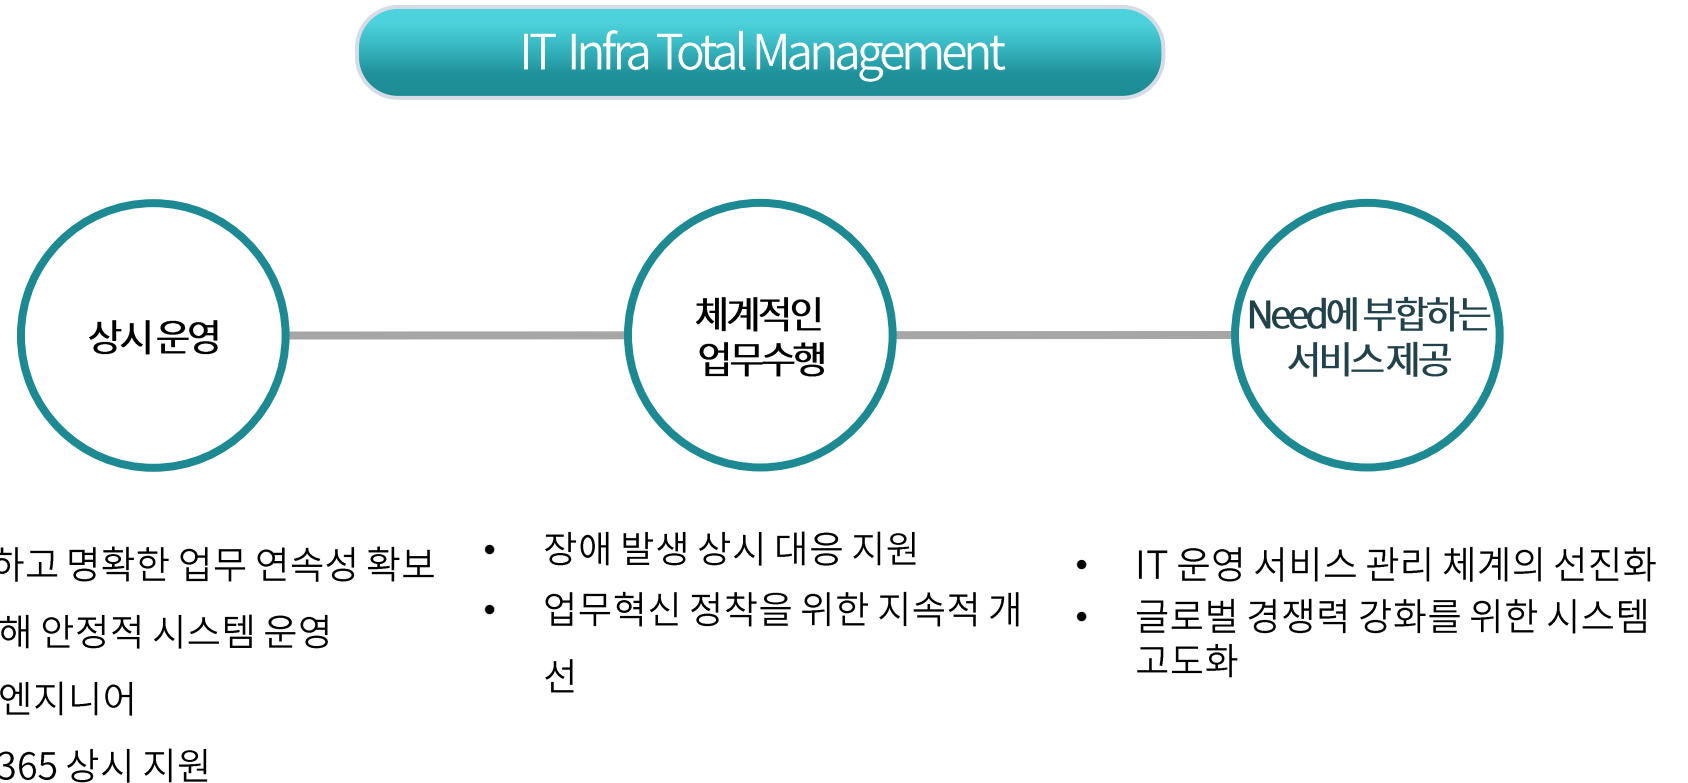 IT Infra Total Management
상시 운영
체계적인
업무수행
Need에 부합하는
서비스 제공
하고 명확한 업무 연속성 확보
해 안정적 시스템 운영
엔지니어
365 상시 지원
• 장애 발생 상시 대응 지원
• 업무혁신 정착을 위한 지속적 개
선
• IT 운영 서비스 관리 체계의 선진화
• 글로벌 경쟁력 강화를 위한 시스템
고도화